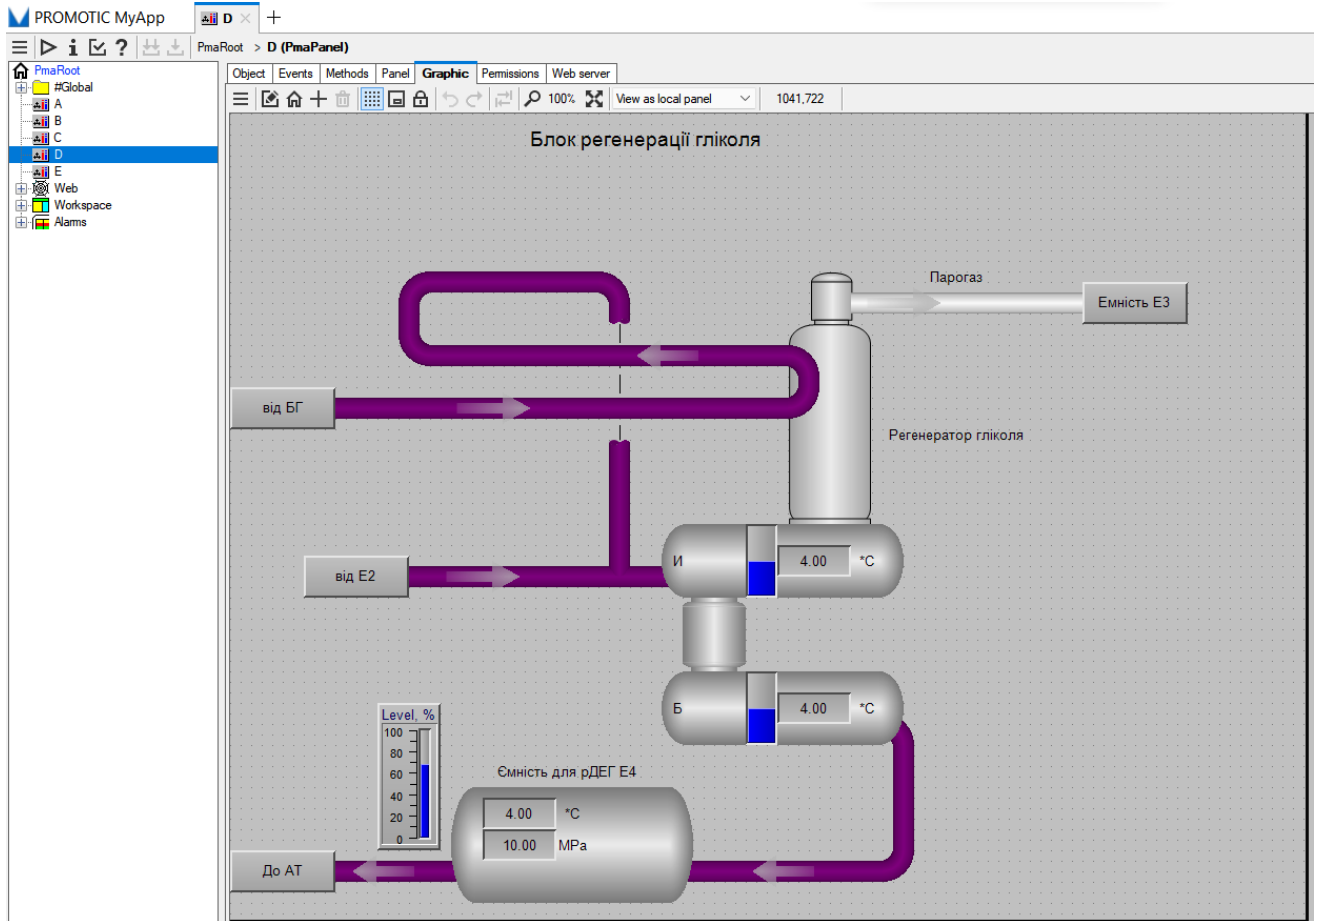 PROMOTIC MyApp
D
PmaRoot > D (PmaPanel)
PmaRoot
#Global
A
B
C
D
E
Web
Workspace
Alarms
Object Events Methods Panel Graphic Permissions Web server
100% View as local panel 1041,722
Блок регенерації гліколя
Парогаз
Емність Е3
від БГ
Регенератор гліколя
від Е2
И 4.00 *C
Б 4.00 *C
Level, %
100
80
60
40
20
0
Ємність для рДЕГ Е4
4.00 *C
10.00 MPa
До АТ